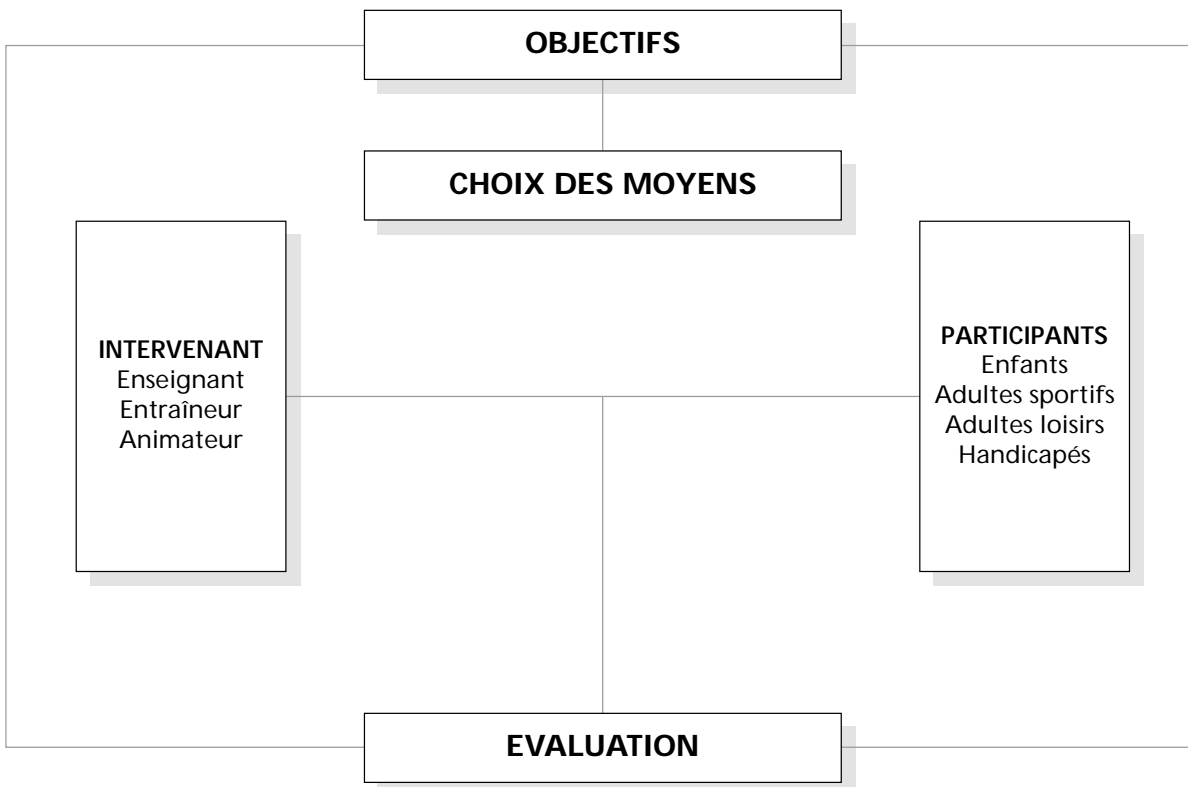 OBJECTIFS
CHOIX DES MOYENS
INTERVENANT
Enseignant
Entraîneur
Animateur
PARTICIPANTS
Enfants
Adultes sportifs
Adultes loisirs
Handicapés
EVALUATION